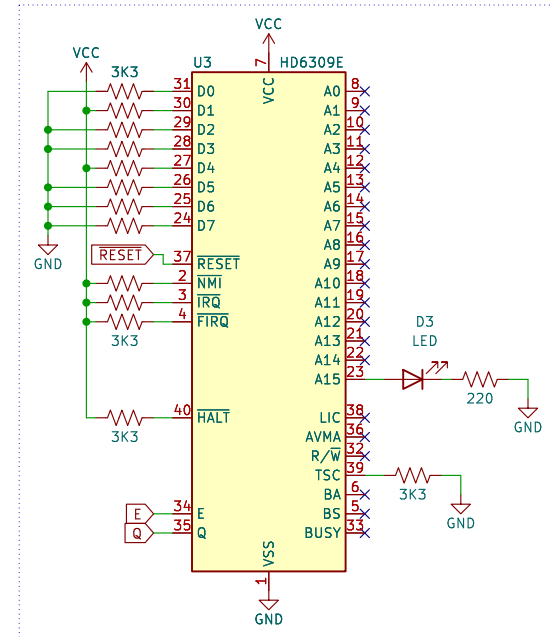 VCC
VCC
3K3
U3
HD6309E
7
VCC
31 D0
A0 8
30 D1
A1 9
29 D2
A2 10
28 D3
A3 11
27 D4
A4 12
26 D5
A5 13
25 D6
A6 14
24 D7
A7 15
A8 16
GND
RESET
37 RESET
A9 17
2 NMI
A10 18
3 IRQ
A11 19
4 FIRQ
A12 20
3K3
A13 21
A14 22
A15 23
D3
LED
220
GND
40 HALT
3K3
LIC 38
AVMA 36
R/W 32
TSC 39
3K3
GND
BA 6
E
34 E
BS 5
Q
35 Q
BUSY 33
VSS
1
GND